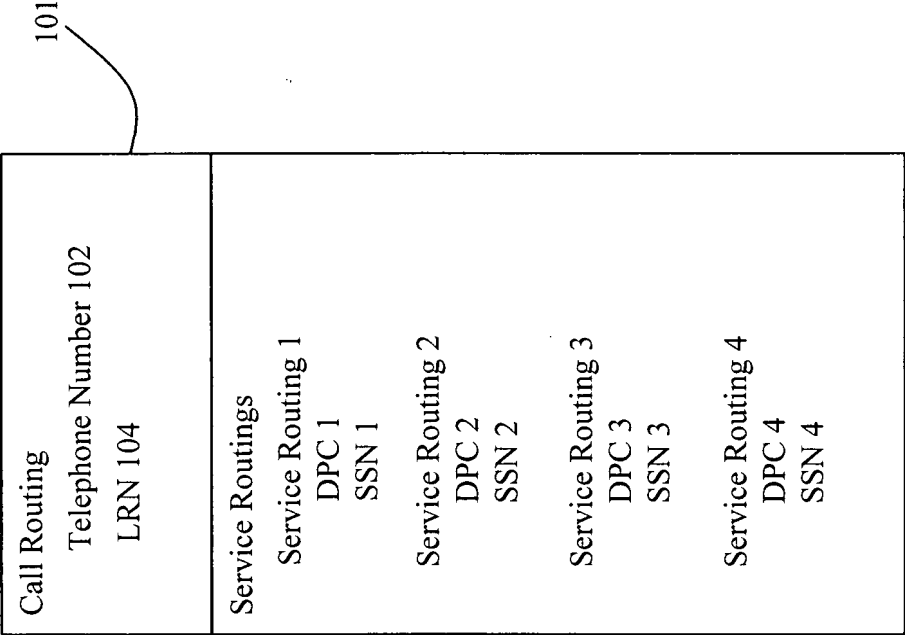 101
Call Routing
Telephone Number 102
LRN 104
Service Routings
Service Routing 1
DPC 1
SSN 1
Service Routing 2
DPC 2
SSN 2
Service Routing 3
DPC 3
SSN 3
Service Routing 4
DPC 4
SSN 4